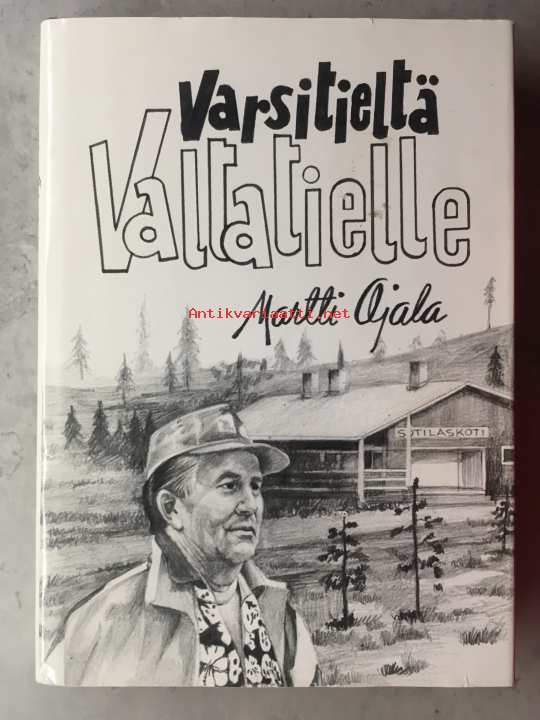 Varsitieltä
Valtatielle
Antikvariaatti.net
Martti Ojala
SOTILASKOTI